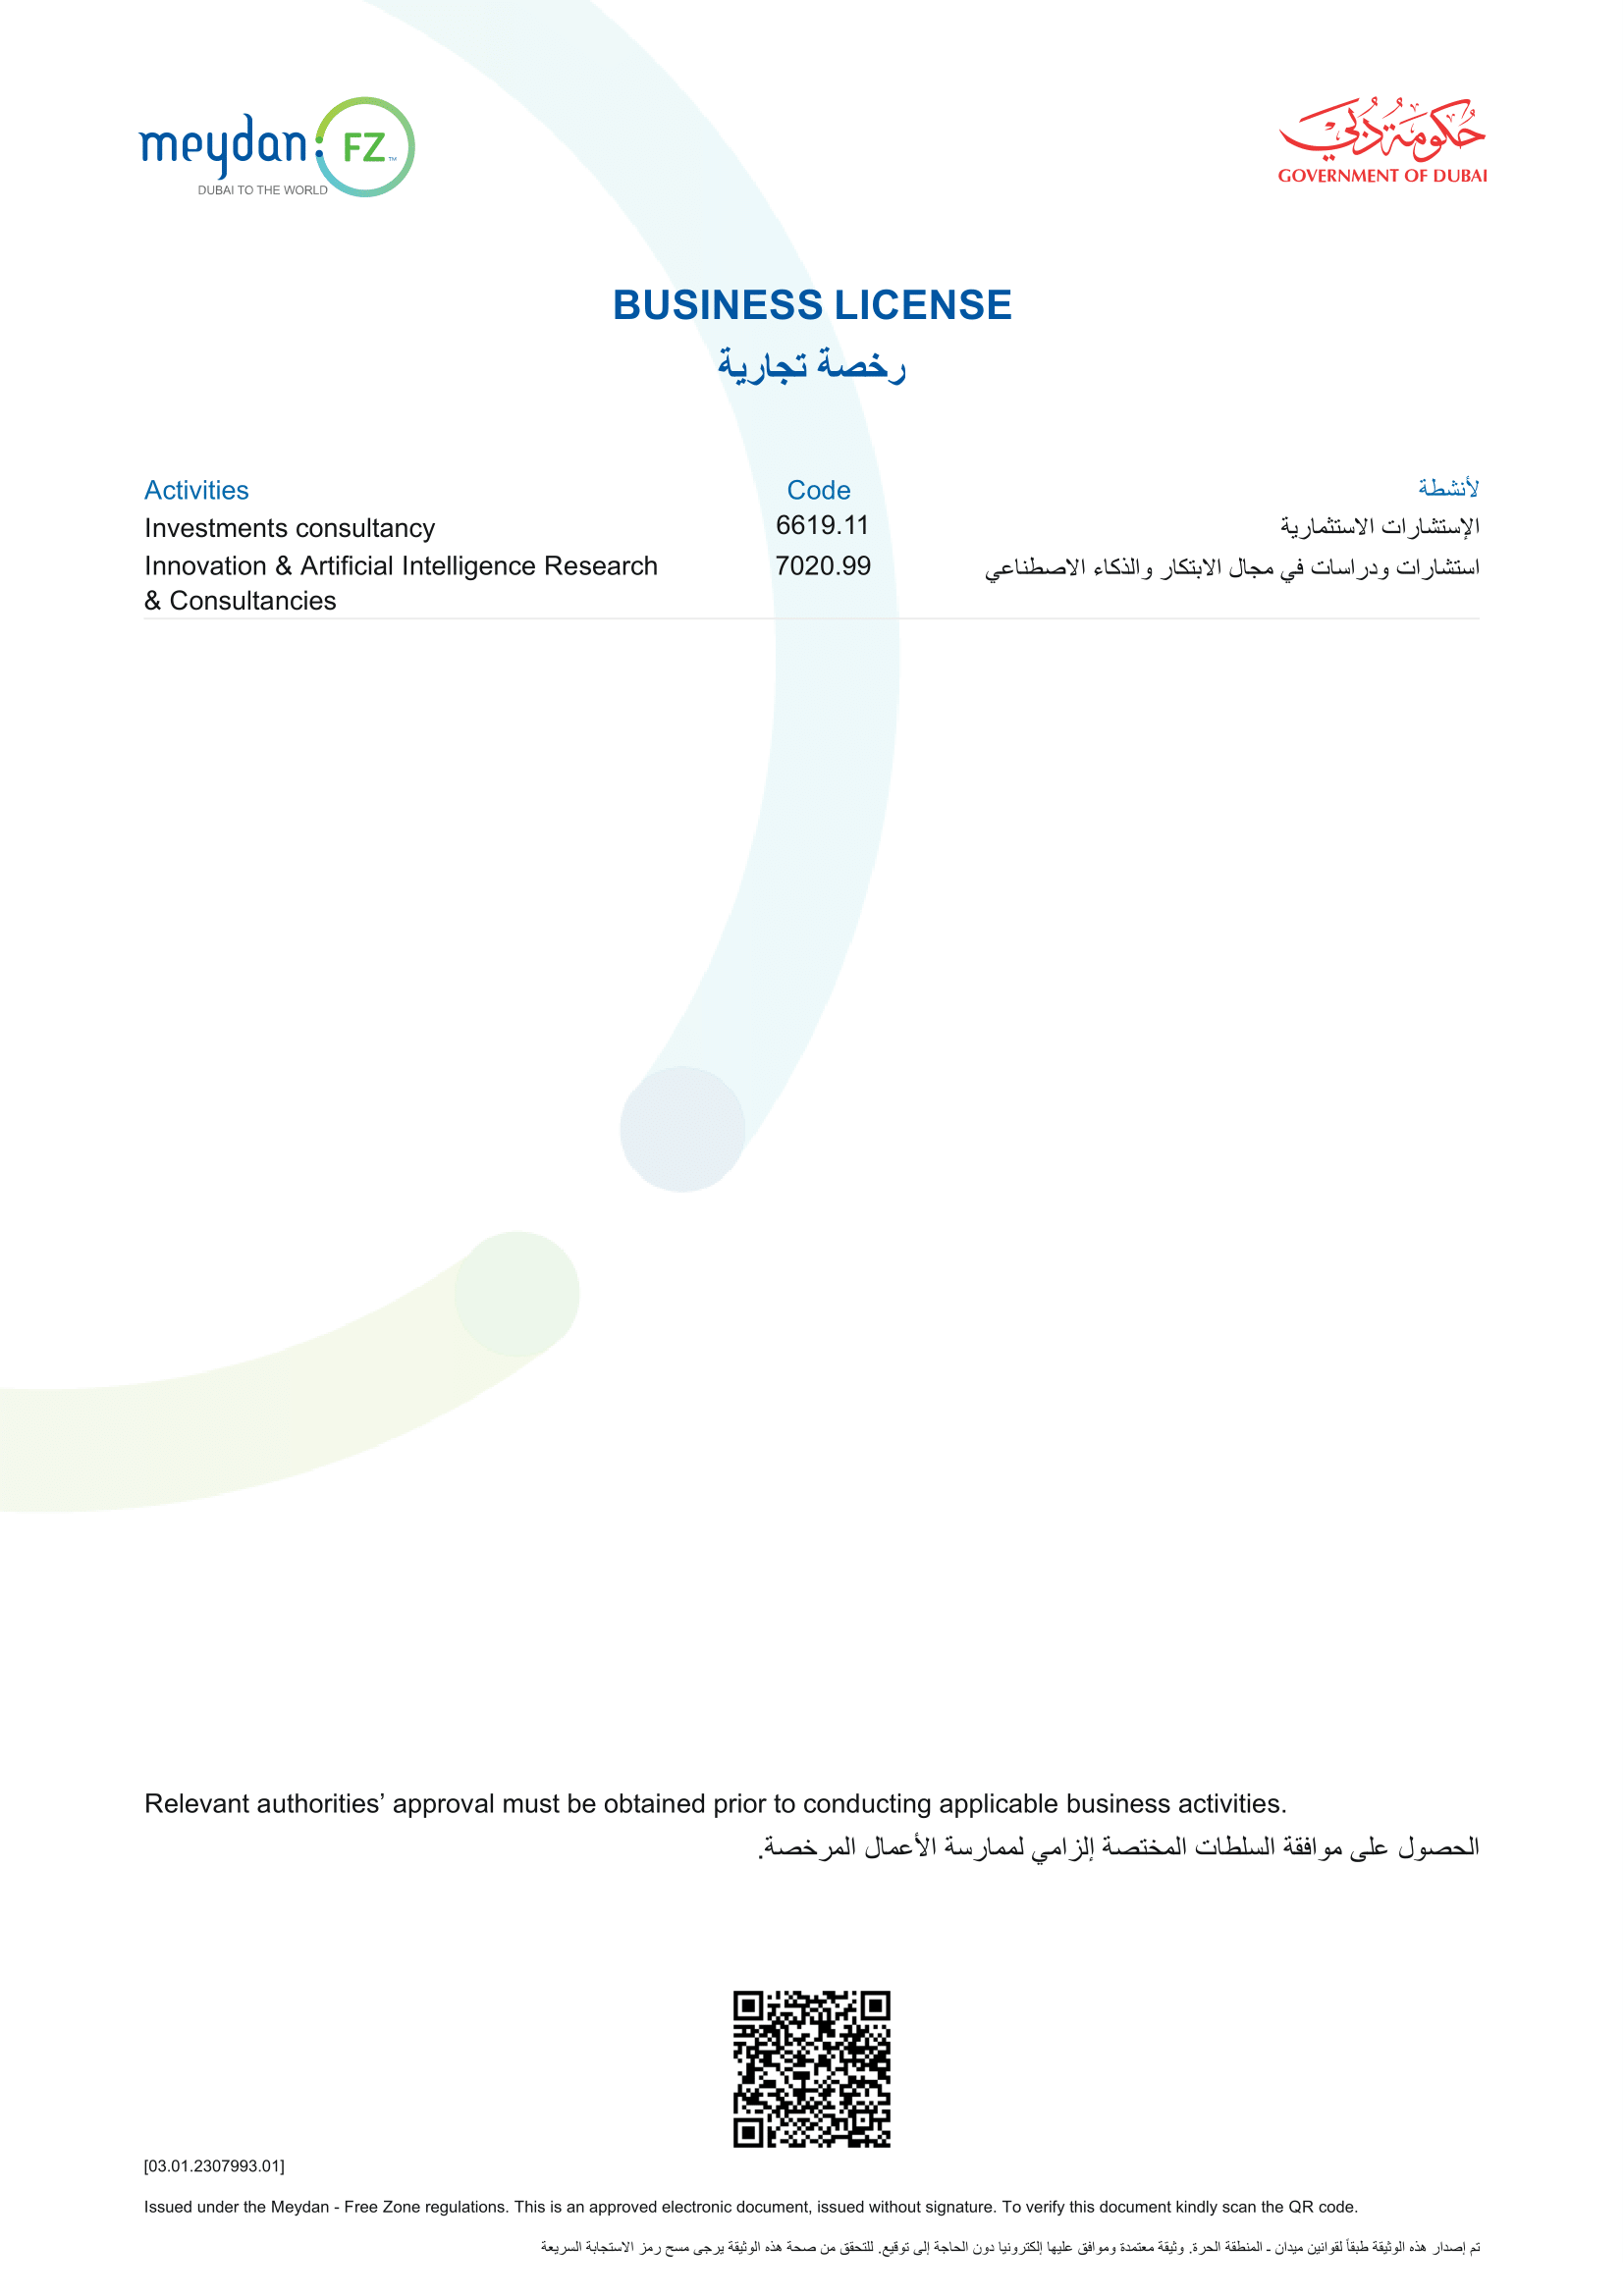 meydan FZ™
DUBAI TO THE WORLD
حكومة دبي
GOVERNMENT OF DUBAI
BUSINESS LICENSE
رخصة تجارية
Activities Code لأنشطة
Investments consultancy 6619.11 الإستشارات الاستثمارية
Innovation & Artificial Intelligence Research 7020.99 استشارات ودراسات في مجال الابتكار والذكاء الاصطناعي
& Consultancies
Relevant authorities’ approval must be obtained prior to conducting applicable business activities.
الحصول على موافقة السلطات المختصة إلزامي لممارسة الأعمال المرخصة.
[03.01.2307993.01]
Issued under the Meydan - Free Zone regulations. This is an approved electronic document, issued without signature. To verify this document kindly scan the QR code.
تم إصدار هذه الوثيقة طبقاً لقوانين ميدان - المنطقة الحرة. وثيقة معتمدة وموافق عليها إلكترونيا دون الحاجة إلى توقيع. للتحقق من صحة هذه الوثيقة يرجى مسح رمز الاستجابة السريعة